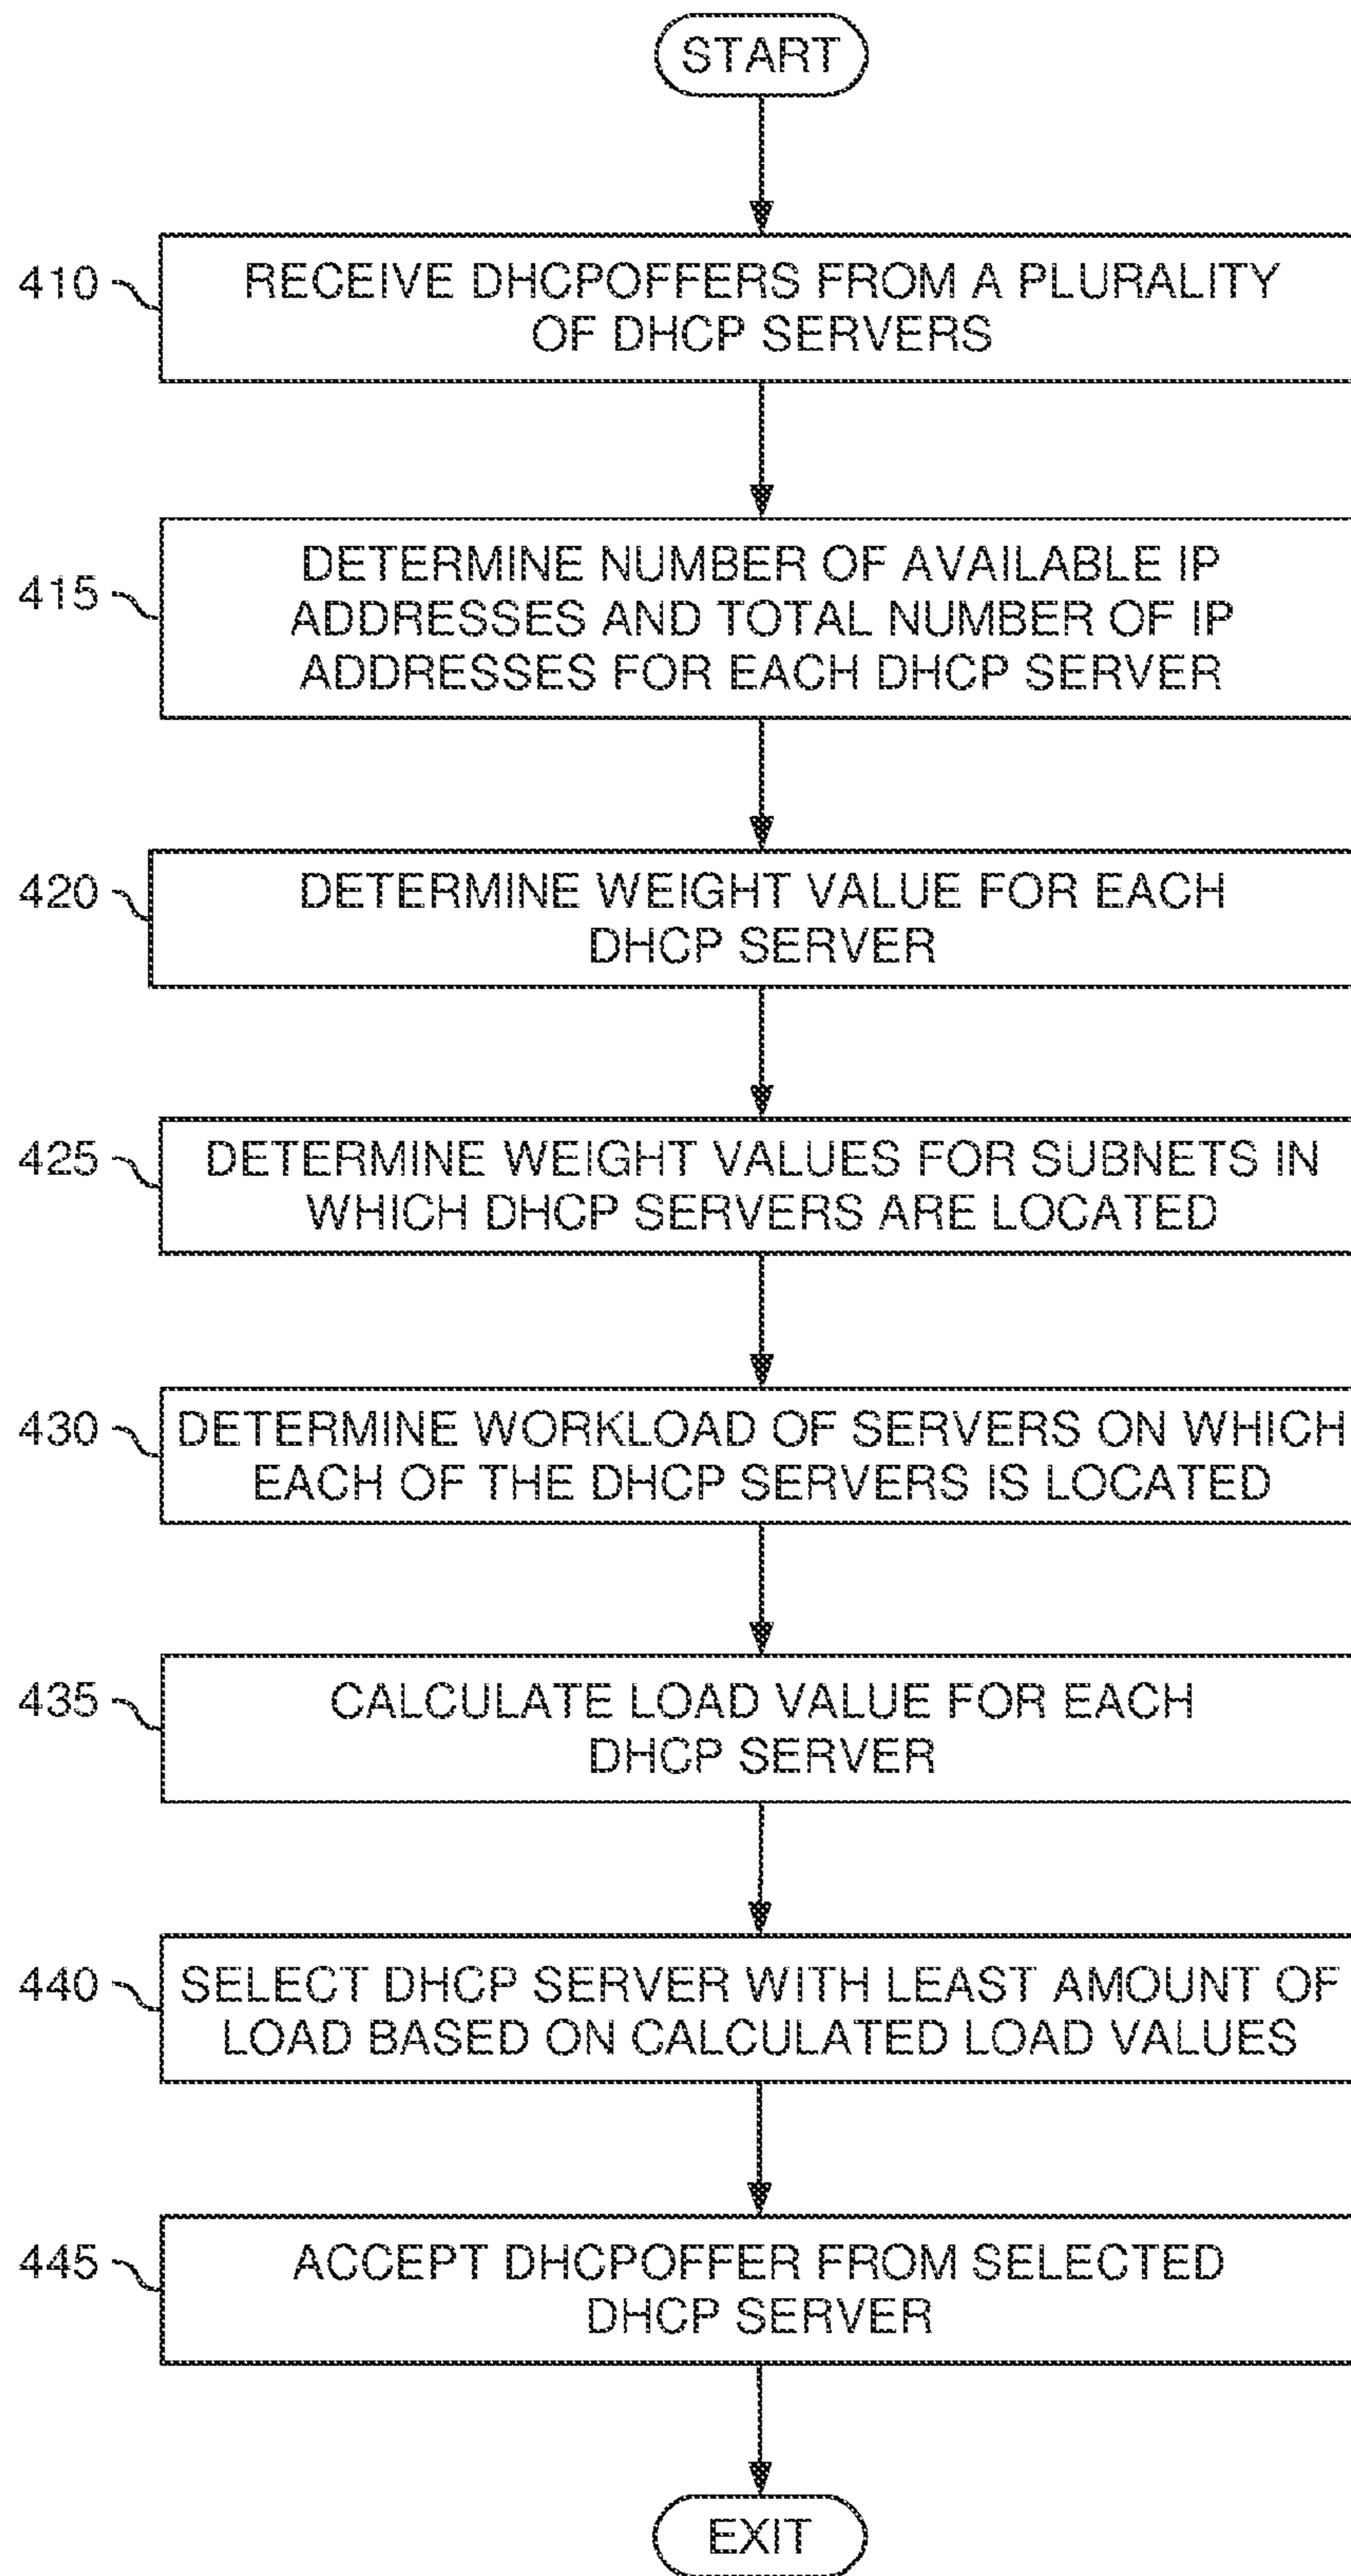 START
410
RECEIVE DHCPOFFERS FROM A PLURALITY
OF DHCP SERVERS
415
DETERMINE NUMBER OF AVAILABLE IP
ADDRESSES AND TOTAL NUMBER OF IP
ADDRESSES FOR EACH DHCP SERVER
420
DETERMINE WEIGHT VALUE FOR EACH
DHCP SERVER
425
DETERMINE WEIGHT VALUES FOR SUBNETS IN
WHICH DHCP SERVERS ARE LOCATED
430
DETERMINE WORKLOAD OF SERVERS ON WHICH
EACH OF THE DHCP SERVERS IS LOCATED
435
CALCULATE LOAD VALUE FOR EACH
DHCP SERVER
440
SELECT DHCP SERVER WITH LEAST AMOUNT OF
LOAD BASED ON CALCULATED LOAD VALUES
445
ACCEPT DHCPOFFER FROM SELECTED
DHCP SERVER
EXIT